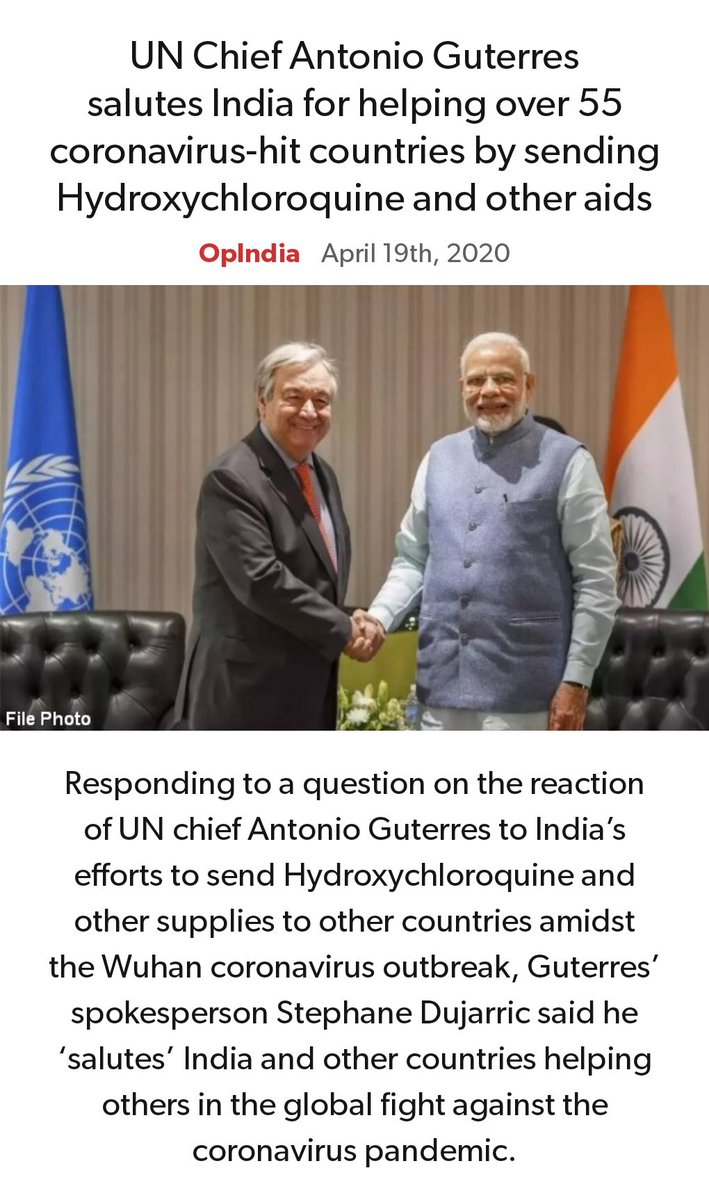 UN Chief Antonio Guterres
salutes India for helping over 55
coronavirus-hit countries by sending
Hydroxychloroquine and other aids
OpIndia April 19th, 2020
File Photo
Responding to a question on the reaction
of UN chief Antonio Guterres to India’s
efforts to send Hydroxychloroquine and
other supplies to other countries amidst
the Wuhan coronavirus outbreak, Guterres’
spokesperson Stephane Dujarric said he
‘salutes’ India and other countries helping
others in the global fight against the
coronavirus pandemic.